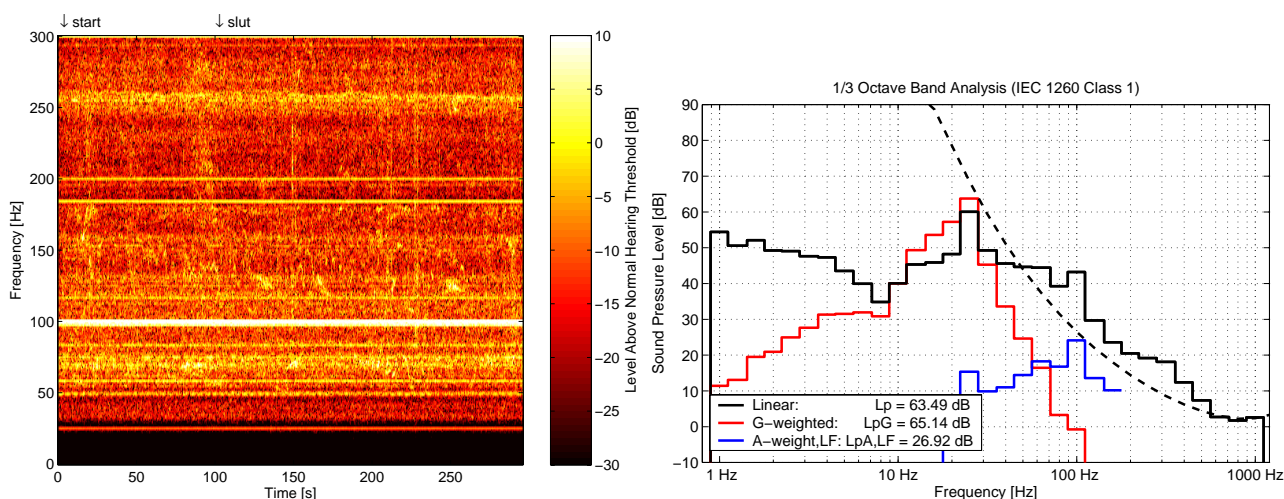 ↓ start ↓ slut
300
250
200
150
100
50
0
Frequency [Hz]
0 50 100 150 200 250
Time [s]
10
5
0
−5
−10
−15
−20
−25
−30
Level Above Normal Hearing Threshold [dB]
1/3 Octave Band Analysis (IEC 1260 Class 1)
90
80
70
60
50
40
30
20
10
0
−10
Sound Pressure Level [dB]
Linear: Lp = 63.49 dB
G−weighted: LpG = 65.14 dB
A−weight,LF: LpA,LF = 26.92 dB
1 Hz 10 Hz 100 Hz 1000 Hz
Frequency [Hz]